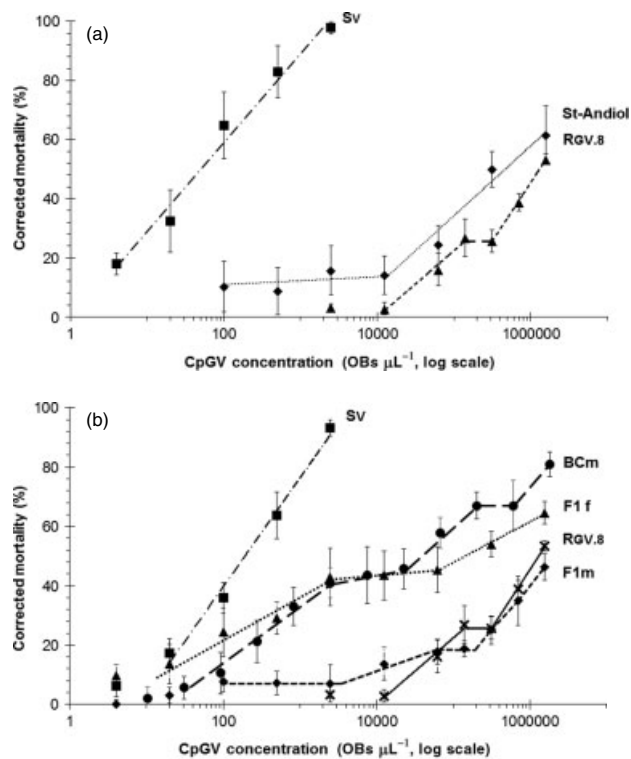 (a)
Sv
St-Andiol
RGV.8
Corrected mortality (%)
100
80
60
40
20
0
1
100
10000
1000000
CpGV concentration (OBs µL⁻¹, log scale)
(b)
Sv
BCm
F1 f
RGV.8
F1m
Corrected mortality (%)
100
80
60
40
20
0
1
100
10000
1000000
CpGV concentration (OBs µL⁻¹, log scale)